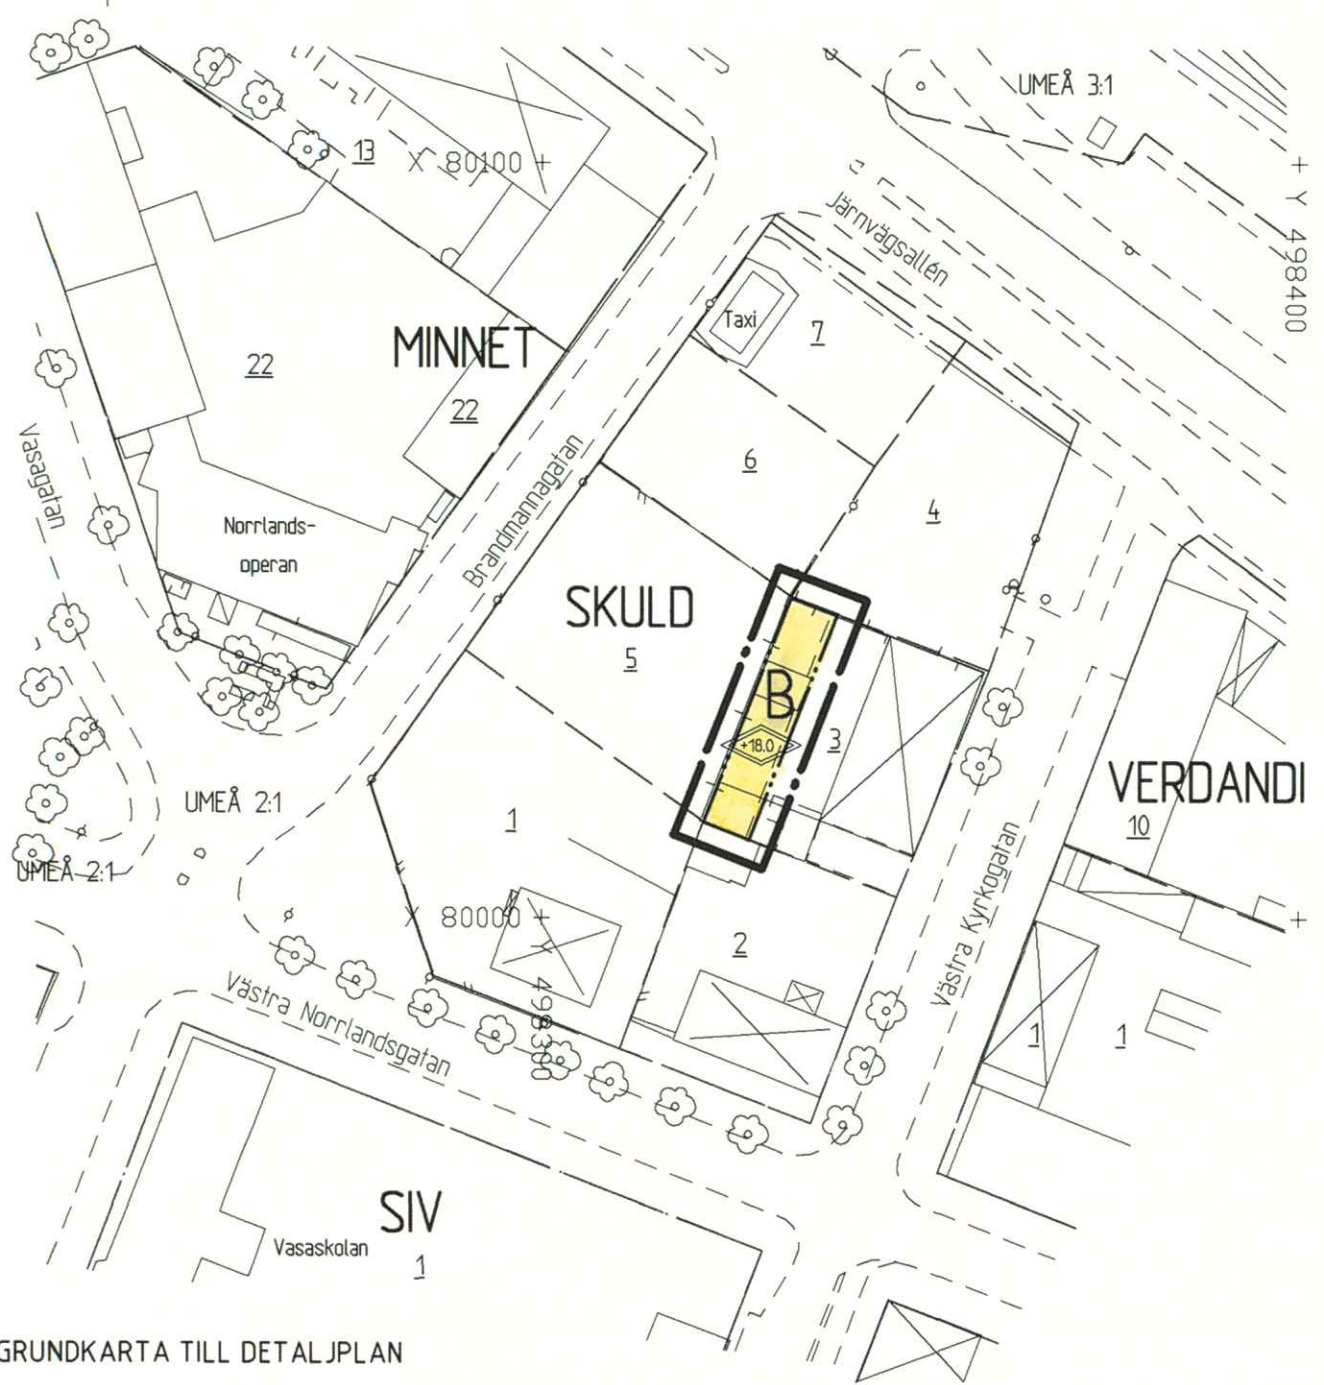 UMEÅ 3:1
13
X 80100
Y 498400
Järnvägsallén
Taxi
7
MINNET
22
22
6
4
Vasagatan
Brandmannagatan
Norrlands-
operan
SKULD
5
B
+18.0
3
VERDANDI
10
UMEÅ 2:1
UMEÅ 2:1
1
Västra Kyrkogatan
X 80000
Y 498300
2
Västra Norrlandsgatan
1
1
SIV
1
Vasaskolan
GRUNDKARTA TILL DETALJPLAN